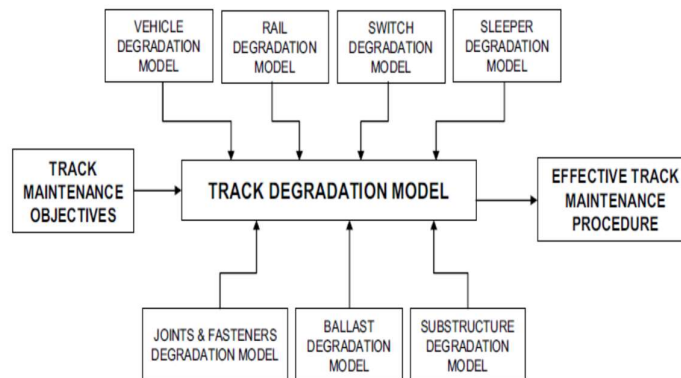 VEHICLE
DEGRADATION
MODEL
RAIL
DEGRADATION
MODEL
SWITCH
DEGRADATION
MODEL
SLEEPER
DEGRADATION
MODEL
TRACK
MAINTENANCE
OBJECTIVES
TRACK DEGRADATION MODEL
EFFECTIVE TRACK
MAINTENANCE
PROCEDURE
JOINTS & FASTENERS
DEGRADATION MODEL
BALLAST
DEGRADATION
MODEL
SUBSTRUCTURE
DEGRADATION
MODEL